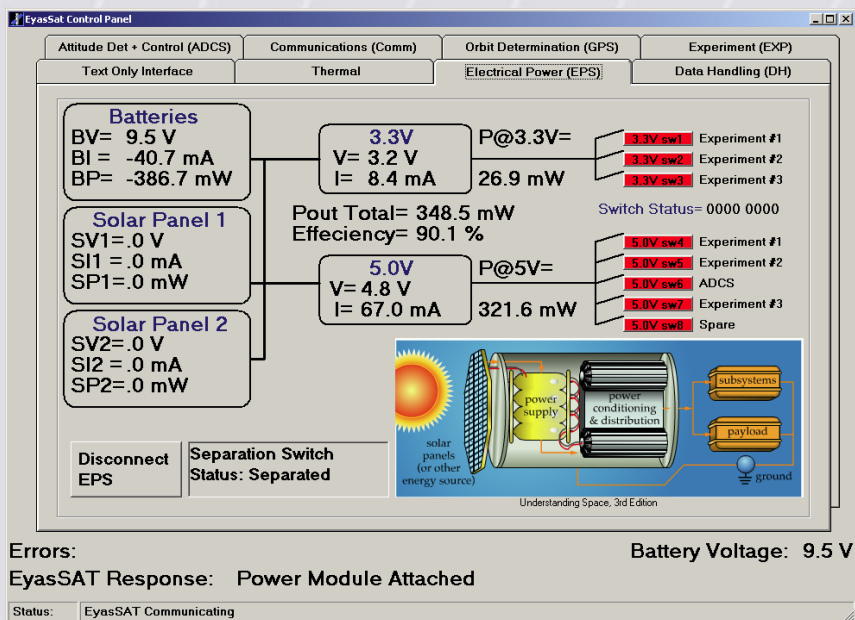 EyasSat Control Panel
Attitude Det + Control (ADCS)
Communications (Comm)
Orbit Determination (GPS)
Experiment (EXP)
Text Only Interface
Thermal
Electrical Power (EPS)
Data Handling (DH)
Batteries
BV= 9.5 V
BI = -40.7 mA
BP= -386.7 mW
Solar Panel 1
SV1=.0 V
SI1 =.0 mA
SP1=.0 mW
Solar Panel 2
SV2=.0 V
SI2 =.0 mA
SP2=.0 mW
3.3V
V= 3.2 V
I= 8.4 mA
P@3.3V=
26.9 mW
Pout Total= 348.5 mW
Effeciency= 90.1 %
5.0V
V= 4.8 V
I= 67.0 mA
P@5V=
321.6 mW
3.3V sw1 Experiment #1
3.3V sw2 Experiment #2
3.3V sw3 Experiment #3
Switch Status= 0000 0000
5.0V sw4 Experiment #1
5.0V sw5 Experiment #2
5.0V sw6 ADCS
5.0V sw7 Experiment #3
5.0V sw8 Spare
solar
panels
(or other
energy source)
power
supply
power
conditioning
& distribution
subsystems
payload
ground
Understanding Space, 3rd Edition
Disconnect
EPS
Separation Switch
Status: Separated
Errors:
Battery Voltage: 9.5 V
EyasSAT Response: Power Module Attached
Status: EyasSAT Communicating